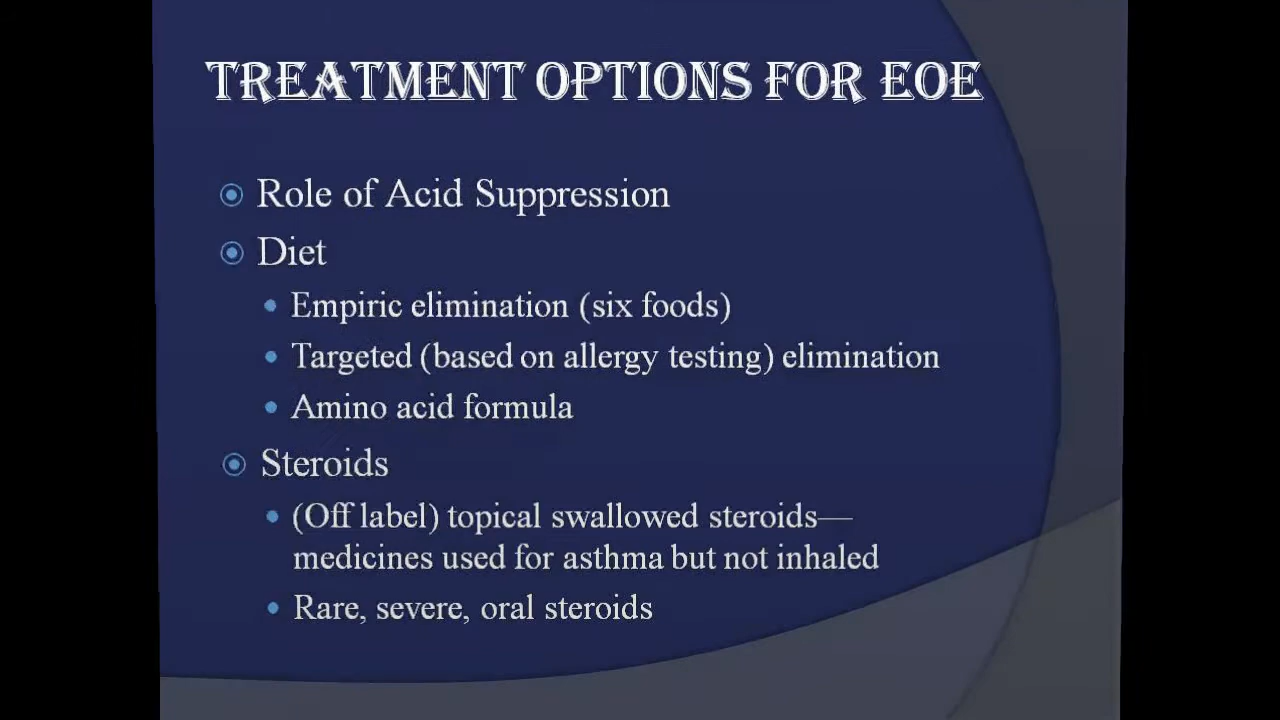 TREATMENT OPTIONS FOR EOE
Role of Acid Suppression
Diet
Empiric elimination (six foods)
Targeted (based on allergy testing) elimination
Amino acid formula
Steroids
(Off label) topical swallowed steroids—
medicines used for asthma but not inhaled
Rare, severe, oral steroids